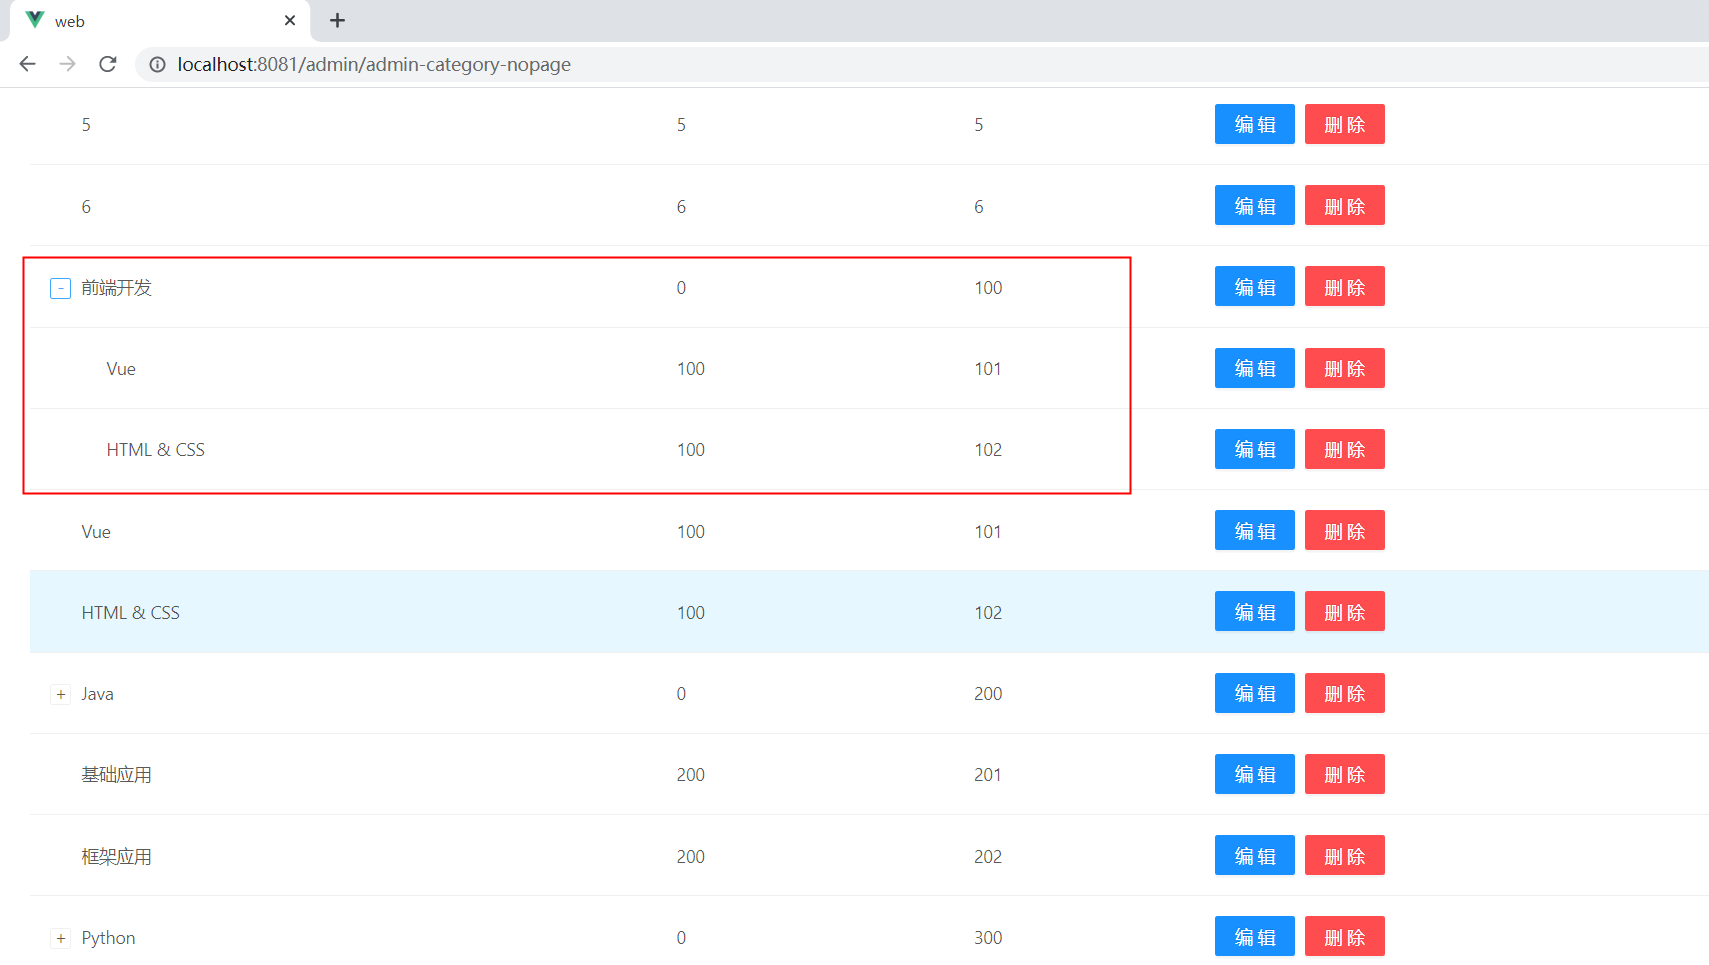 web
localhost:8081/admin/admin-category-nopage
5 5 5 编 辑 删 除
6 6 6 编 辑 删 除
- 前端开发 0 100 编 辑 删 除
Vue 100 101 编 辑 删 除
HTML & CSS 100 102 编 辑 删 除
Vue 100 101 编 辑 删 除
HTML & CSS 100 102 编 辑 删 除
+ Java 0 200 编 辑 删 除
基础应用 200 201 编 辑 删 除
框架应用 200 202 编 辑 删 除
+ Python 0 300 编 辑 删 除